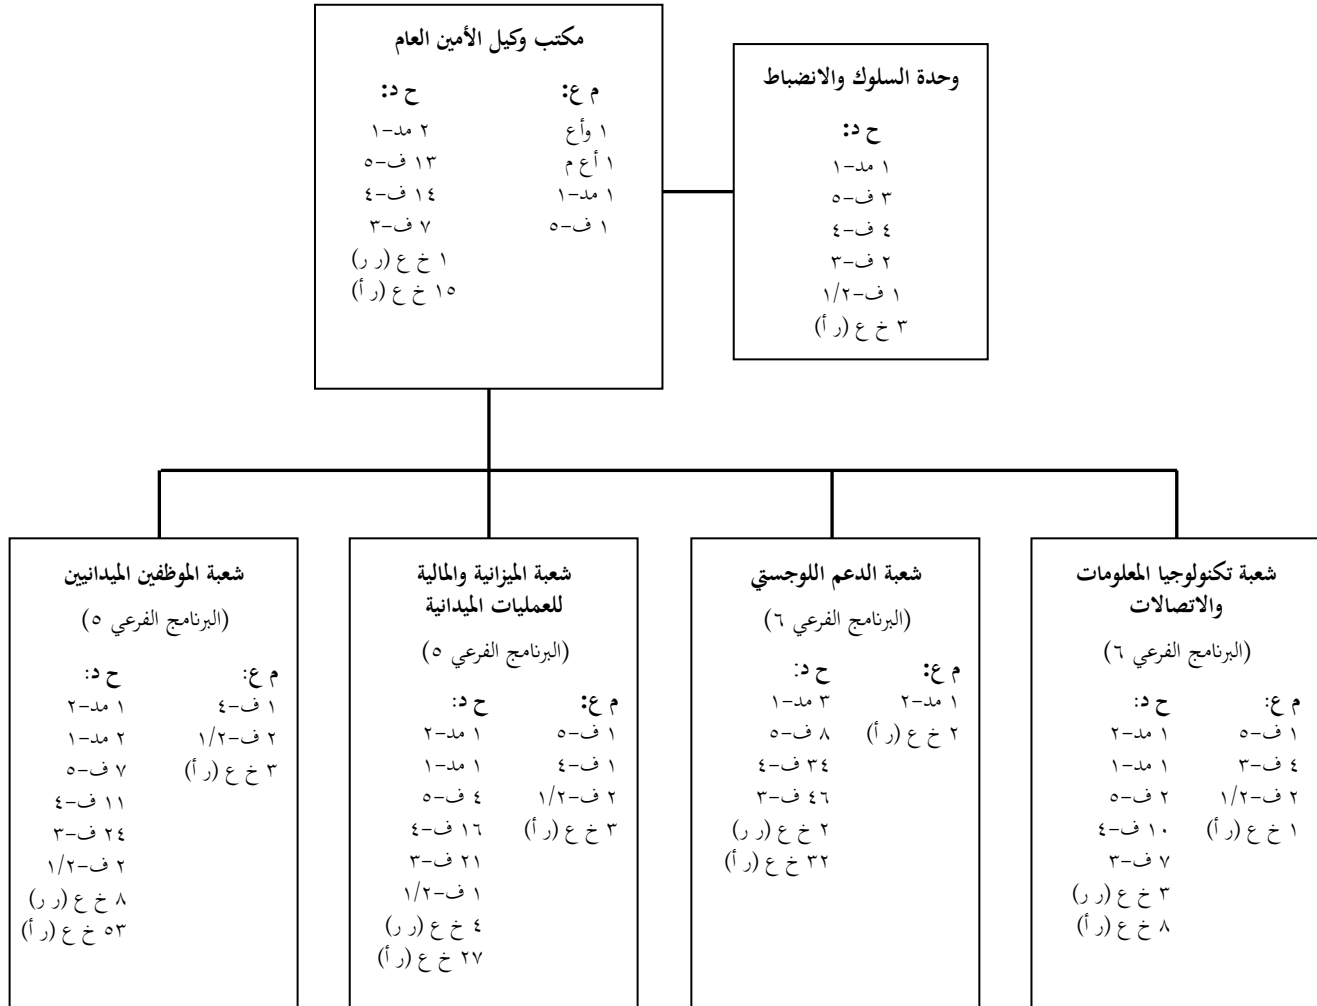 مكتب وكيل الأمين العام
م ع: ح د:
١ وأع ٢ مد-١
١ أع م ١٣ ف-٥
١ مد-١ ١٤ ف-٤
١ ف-٥ ٧ ف-٣
١ خ ع (ر ر)
١٥ خ ع (ر أ)
وحدة السلوك والانضباط
ح د:
١ مد-١
٣ ف-٥
٤ ف-٤
٢ ف-٣
١ ف-١/٢
٣ خ ع (ر أ)
شعبة تكنولوجيا المعلومات
والاتصالات
(البرنامج الفرعي ٦)
م ع: ح د:
١ ف-٥ ١ مد-٢
٤ ف-٣ ١ مد-١
٢ ف-١/٢ ٢ ف-٥
١ خ ع (ر أ) ١٠ ف-٤
٧ ف-٣
٣ خ ع (ر ر)
٨ خ ع (ر أ)
شعبة الدعم اللوجستي
(البرنامج الفرعي ٦)
م ع: ح د:
١ مد-٢ ٣ مد-١
٢ خ ع (ر أ) ٨ ف-٥
٣٤ ف-٤
٤٦ ف-٣
٢ خ ع (ر ر)
٣٢ خ ع (ر أ)
شعبة الميزانية والمالية
للعمليات الميدانية
(البرنامج الفرعي ٥)
م ع: ح د:
١ ف-٥ ١ مد-٢
١ ف-٤ ١ مد-١
٢ ف-١/٢ ٤ ف-٥
٣ خ ع (ر أ) ١٦ ف-٤
٢١ ف-٣
١ ف-١/٢
٤ خ ع (ر ر)
٢٧ خ ع (ر أ)
شعبة الموظفين الميدانيين
(البرنامج الفرعي ٥)
م ع: ح د:
١ ف-٤ ١ مد-٢
٢ ف-١/٢ ٢ مد-١
٣ خ ع (ر أ) ٧ ف-٥
١١ ف-٤
٢٤ ف-٣
٢ ف-١/٢
٨ خ ع (ر ر)
٥٣ خ ع (ر أ)